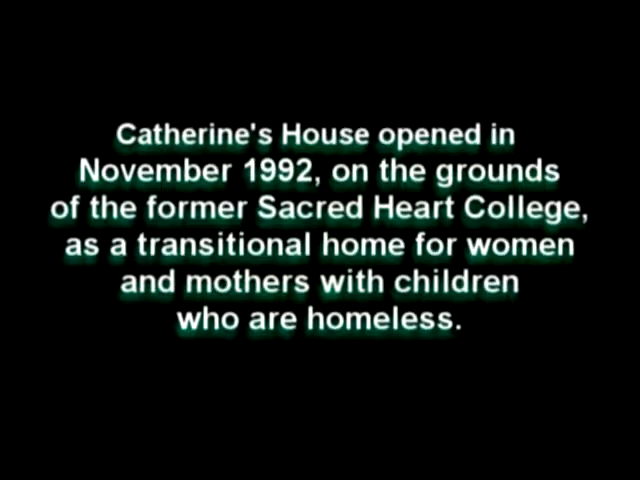 Catherine's House opened in
November 1992, on the grounds
of the former Sacred Heart College,
as a transitional home for women
and mothers with children
who are homeless.